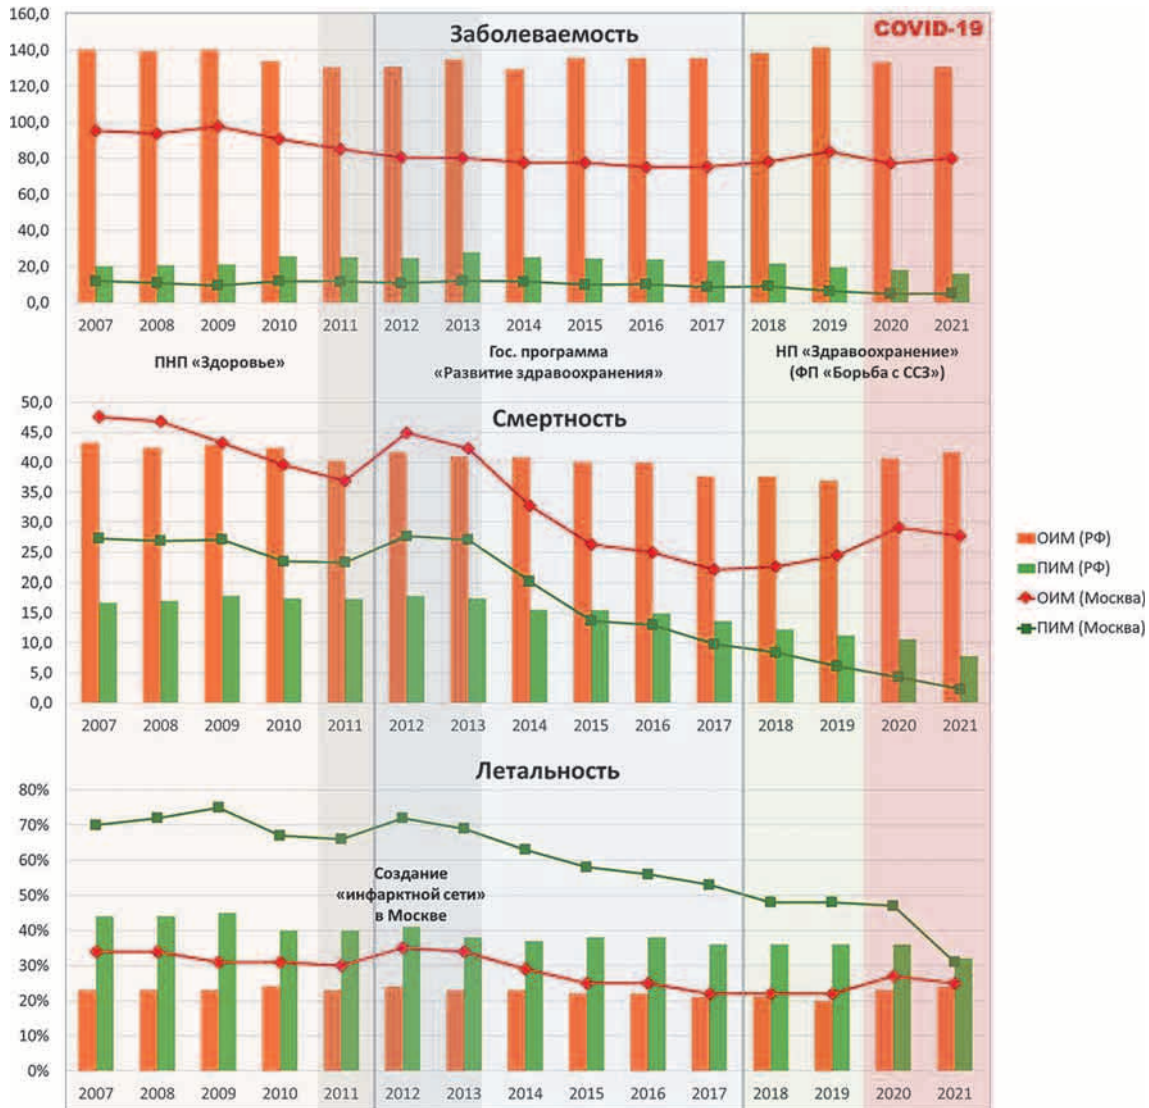 160,0
140,0
120,0
100,0
80,0
60,0
40,0
20,0
0,0
Заболеваемость
COVID-19
2007 2008 2009 2010 2011 2012 2013 2014 2015 2016 2017 2018 2019 2020 2021
ПНП «Здоровье»
Гос. программа
«Развитие здравоохранения»
НП «Здравоохранение»
(ФП «Борьба с ССЗ»)
50,0
45,0
40,0
35,0
30,0
25,0
20,0
15,0
10,0
5,0
0,0
Смертность
2007 2008 2009 2010 2011 2012 2013 2014 2015 2016 2017 2018 2019 2020 2021
ОИМ (РФ)
ПИМ (РФ)
ОИМ (Москва)
ПИМ (Москва)
Летальность
80%
70%
60%
50%
40%
30%
20%
10%
0%
Создание
«инфарктной сети»
в Москве
2007 2008 2009 2010 2011 2012 2013 2014 2015 2016 2017 2018 2019 2020 2021